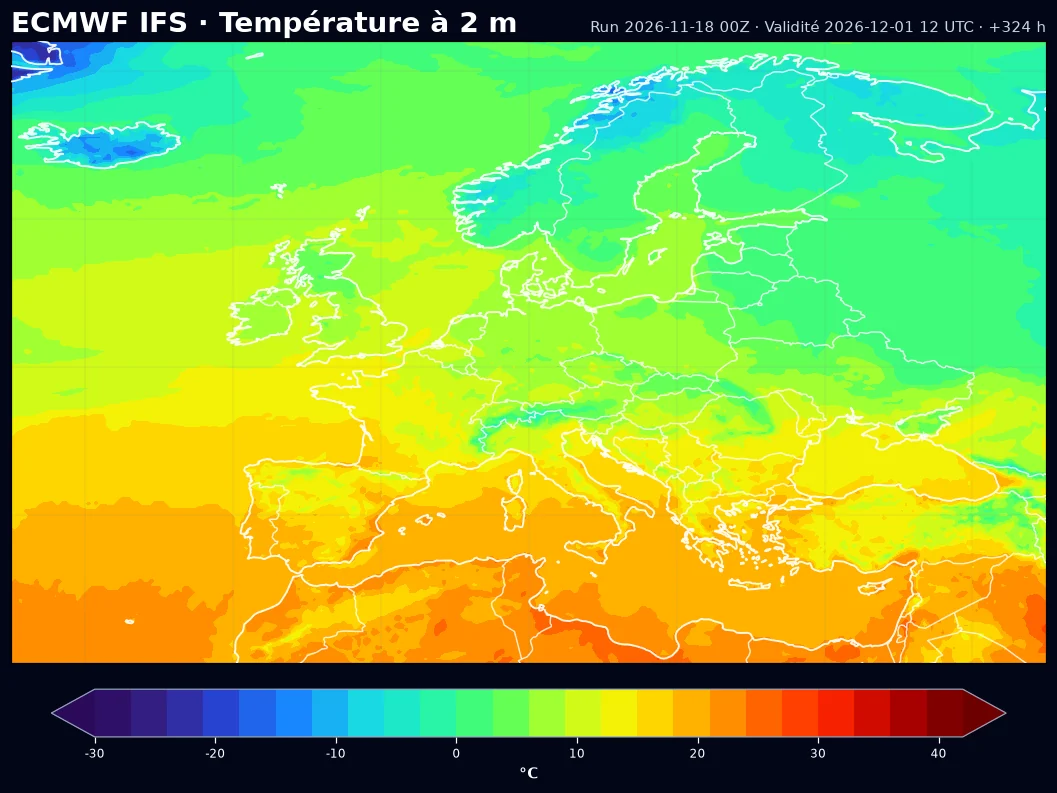 ECMWF IFS · Température à 2 m
Run 2026-11-18 00Z · Validité 2026-12-01 12 UTC · +324 h
-30 -20 -10 0 10 20 30 40
°C